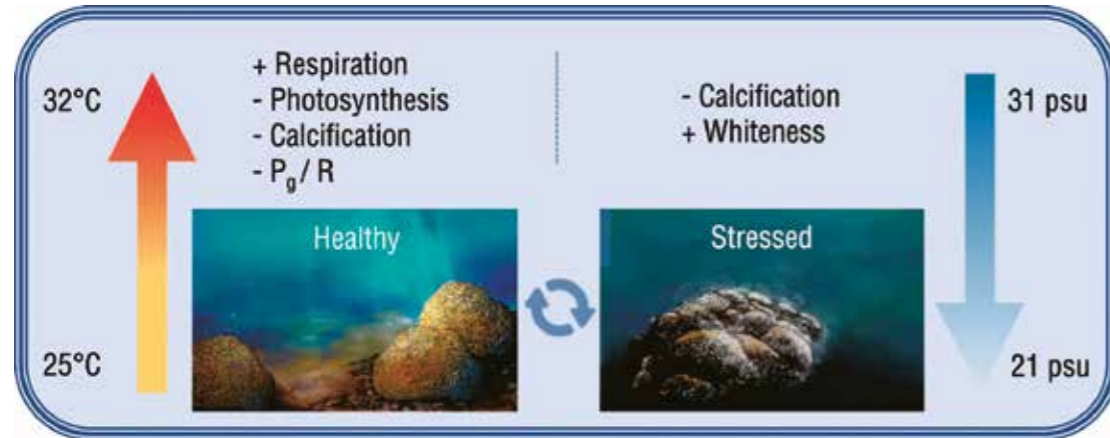 32°C
25°C
+ Respiration
- Photosynthesis
- Calcification
- Pg / R
- Calcification
+ Whiteness
31 psu
21 psu
Healthy
Stressed